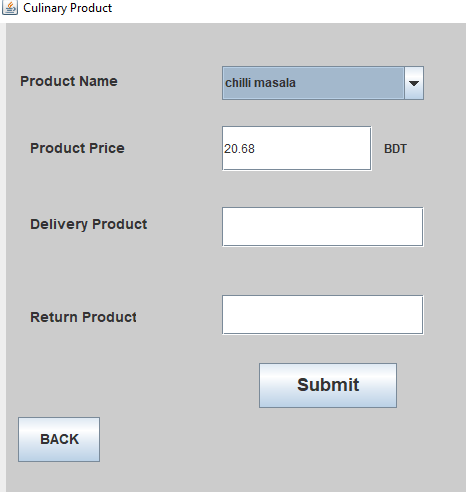 Culinary Product
Product Name
chilli masala
Product Price
20.68
BDT
Delivery Product
Return Product
Submit
BACK